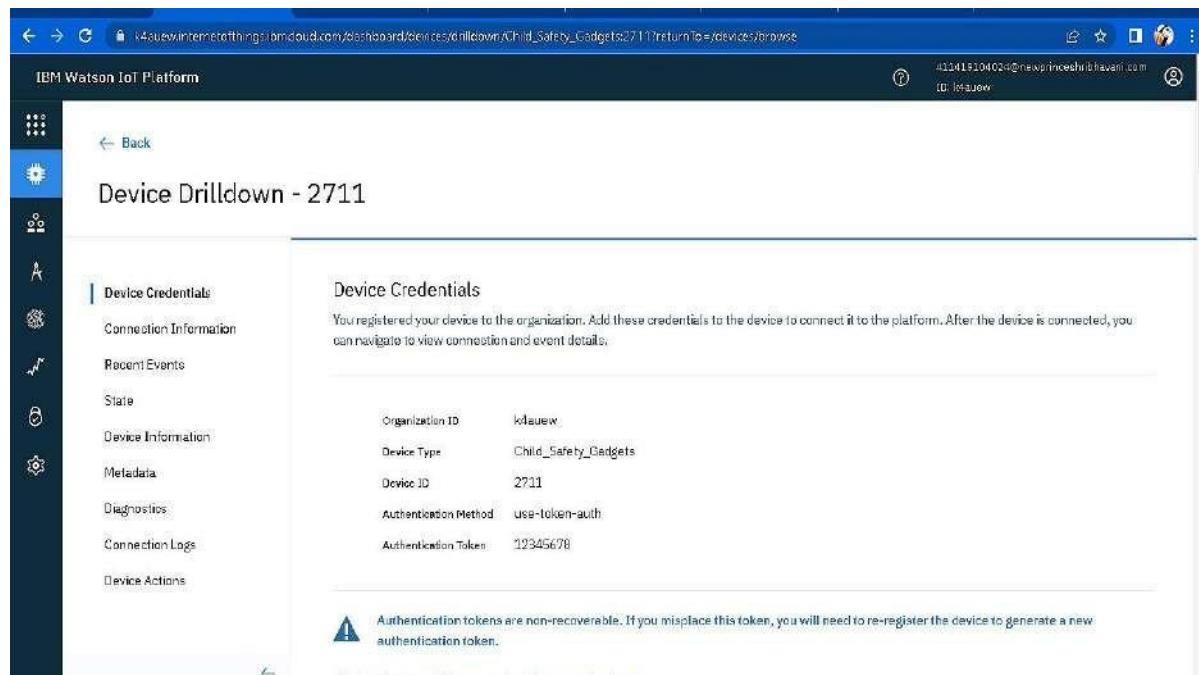 k4auew.internetofthings.ibmcloud.com/dashboard/devices/drilldown/Child_Safety_Gadgets:2711?returnTo=/devices/browse
IBM Watson IoT Platform
ID: k4auew
Back
Device Drilldown - 2711
Device Credentials
Connection Information
Recent Events
State
Device Information
Metadata
Diagnostics
Connection Logs
Device Actions
Device Credentials
You registered your device to the organization. Add these credentials to the device to connect it to the platform. After the device is connected, you
can navigate to view connection and event details.
Organization ID k4auew
Device Type Child_Safety_Gadgets
Device ID 2711
Authentication Method use-token-auth
Authentication Token 12345678
Authentication tokens are non-recoverable. If you misplace this token, you will need to re-register the device to generate a new
authentication token.